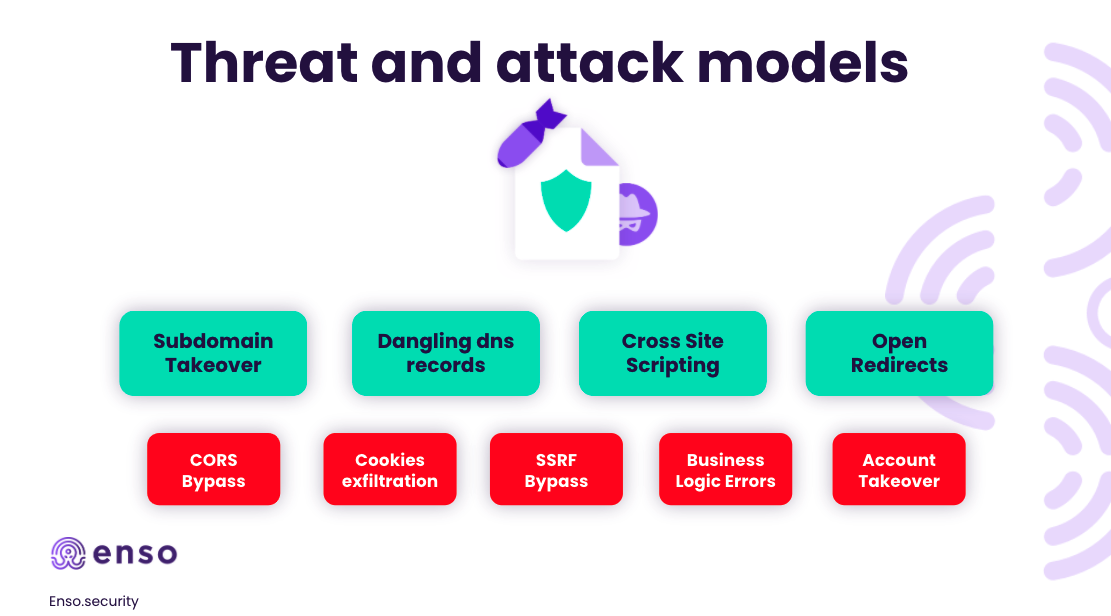 Threat and attack models
Subdomain
Takeover
Dangling dns
records
Cross Site
Scripting
Open
Redirects
CORS
Bypass
Cookies
exfiltration
SSRF
Bypass
Business
Logic Errors
Account
Takeover
enso
Enso.security